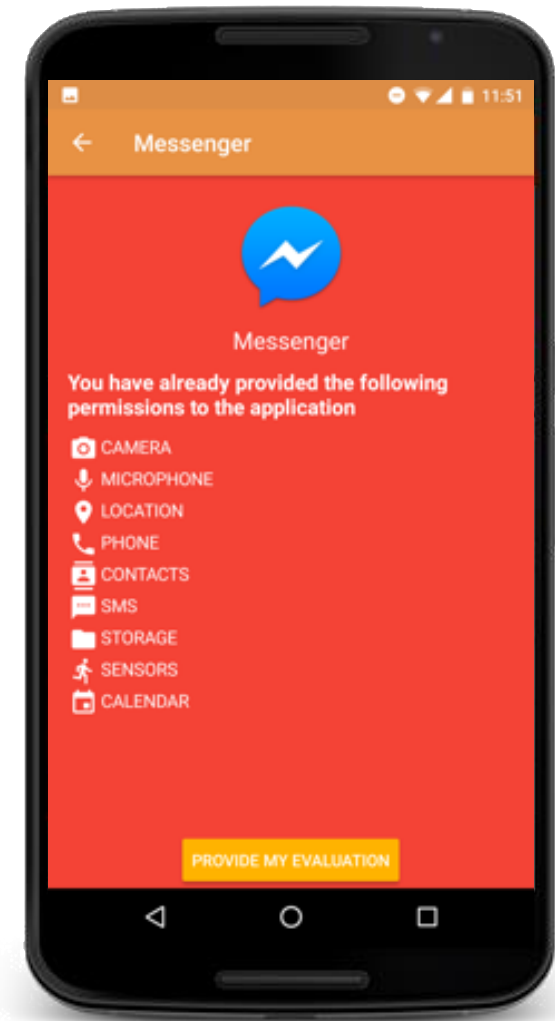 11:51
Messenger
Messenger
You have already provided the following
permissions to the application
CAMERA
MICROPHONE
LOCATION
PHONE
CONTACTS
SMS
STORAGE
SENSORS
CALENDAR
PROVIDE MY EVALUATION